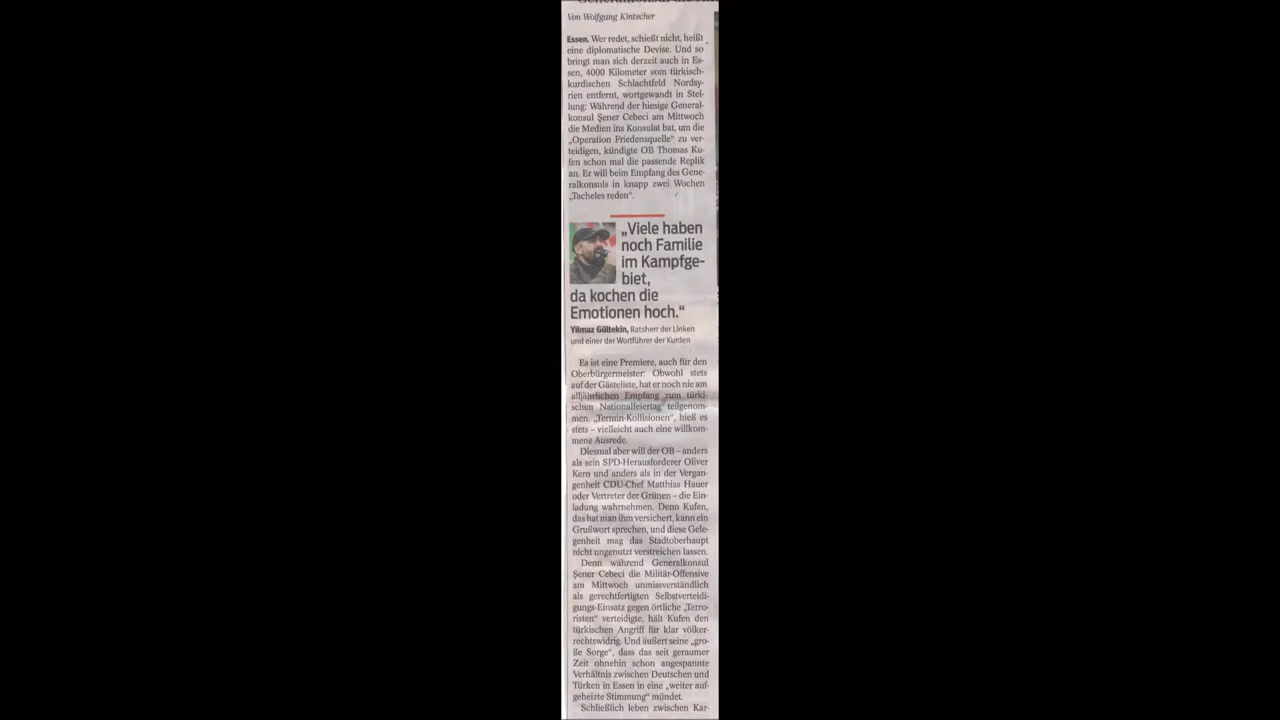 Von Wolfgang Kintscher
Essen. Wer redet, schießt nicht, heißt
eine diplomatische Devise. Und so
bringt man sich derzeit auch in Es-
sen, 4000 Kilometer vom türkisch-
kurdischen Schlachtfeld Nordsy-
rien entfernt, wortgewandt in Stel-
lung: Während der hiesige General-
konsul Şener Cebeci am Mittwoch
die Medien ins Konsulat bat, um die
„Operation Friedensquelle“ zu ver-
teidigen, kündigte OB Thomas Ku-
fen schon mal die passende Replik
an. Er will beim Empfang des Gene-
ralkonsuls in knapp zwei Wochen
„Tacheles reden“.
„Viele haben
noch Familie
im Kampfge-
biet,
da kochen die
Emotionen hoch.“
Yilmaz Gültekin, Ratsherr der Linken
und einer der Wortführer der Kurden
Es ist eine Premiere, auch für den
Oberbürgermeister: Obwohl stets
auf der Gästeliste, hat er noch nie am
alljährlichen Empfang zum türki-
schen Nationalfeiertag teilgenom-
men. „Termin-Kollisionen“, hieß es
stets – vielleicht auch eine willkom-
mene Ausrede.
Diesmal aber will der OB – anders
als sein SPD-Herausforderer Oliver
Kern und anders als in der Vergan-
genheit CDU-Chef Matthias Hauer
oder Vertreter der Grünen – die Ein-
ladung wahrnehmen. Denn Kufen,
das hat man ihm versichert, kann ein
Grußwort sprechen, und diese Gele-
genheit mag das Stadtoberhaupt
nicht ungenutzt verstreichen lassen.
Denn während Generalkonsul
Şener Cebeci die Militär-Offensive
am Mittwoch unmissverständlich
als gerechtfertigten Selbstverteidi-
gungs-Einsatz gegen örtliche „Terro-
risten“ verteidigte, hält Kufen den
türkischen Angriff für klar völker-
rechtswidrig. Und äußert seine „gro-
ße Sorge“, dass das seit geraumer
Zeit ohnehin schon angespannte
Verhältnis zwischen Deutschen und
Türken in Essen in eine „weiter auf-
geheizte Stimmung“ mündet.
Schließlich leben zwischen Kar-